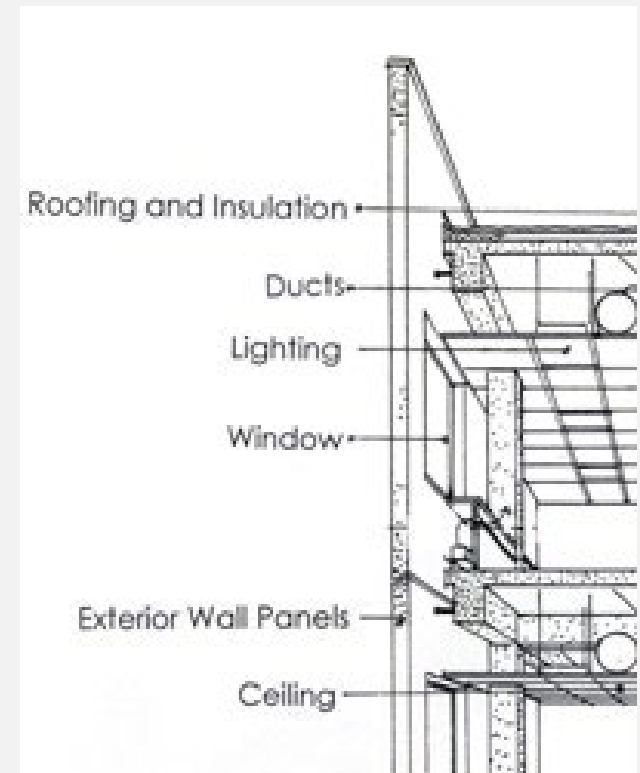 Roofing and Insulation
Ducts
Lighting
Window
Exterior Wall Panels
Ceiling